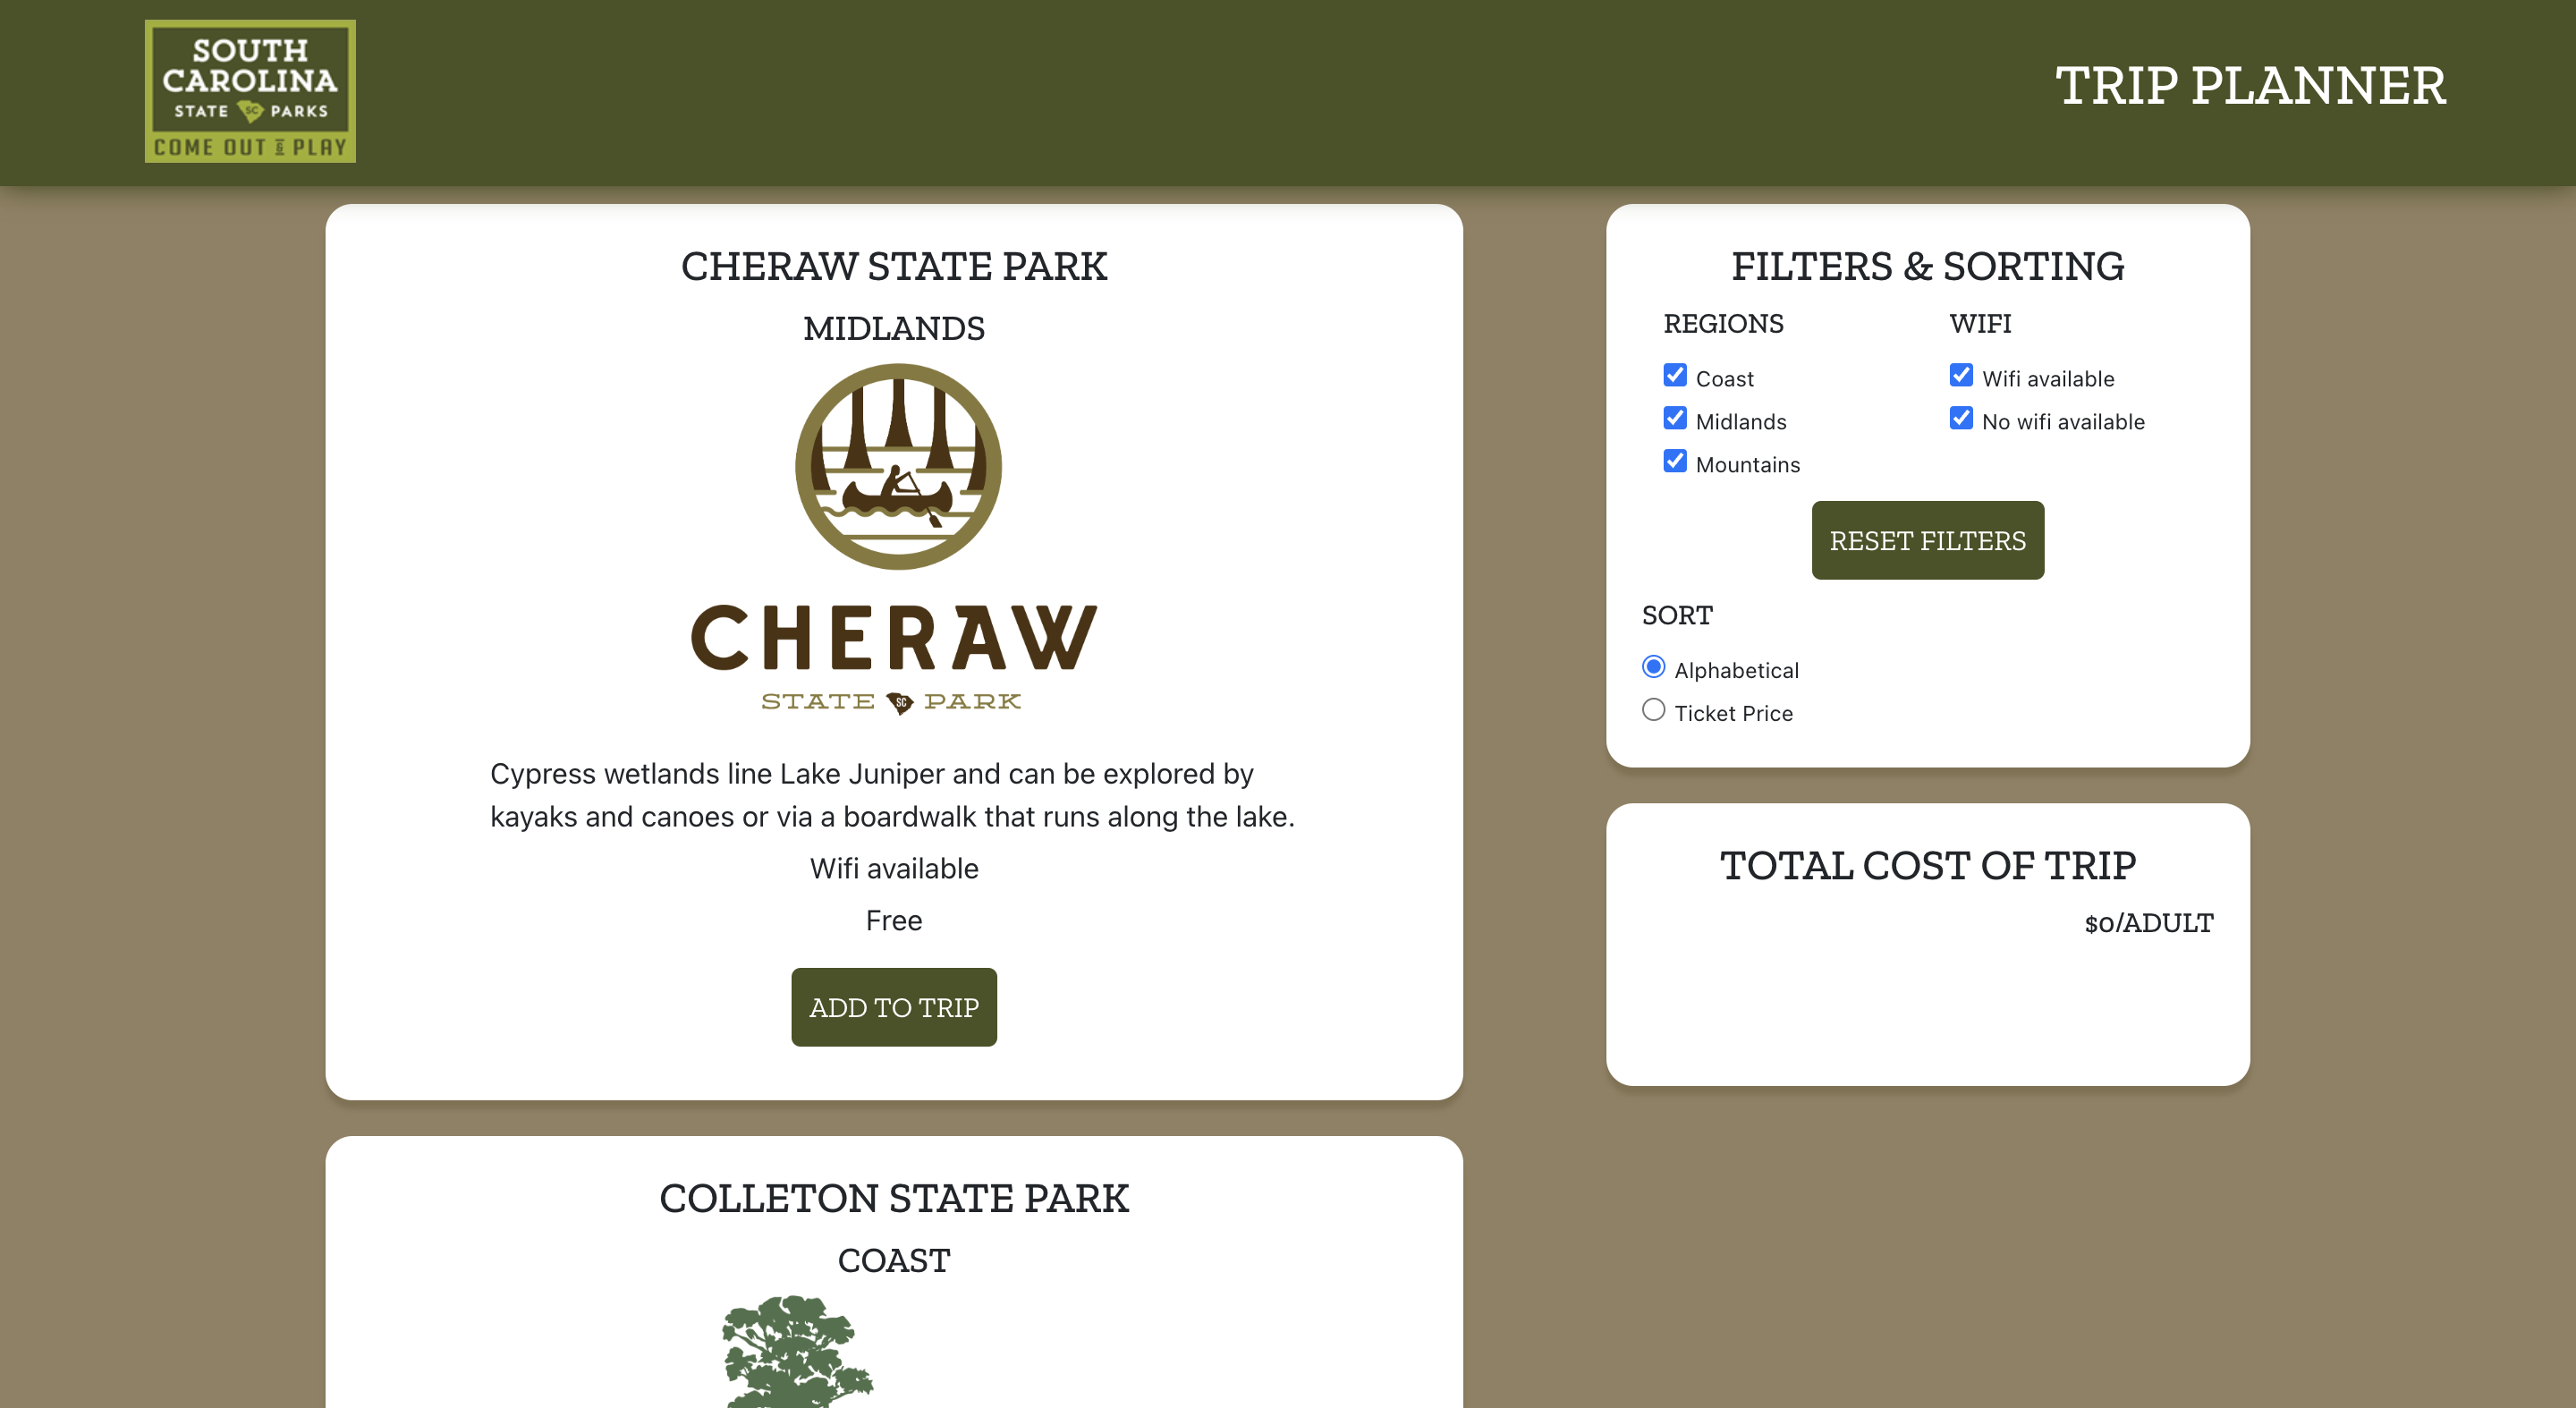 SOUTH
CAROLINA
STATE SC PARKS
COME OUT & PLAY
TRIP PLANNER
CHERAW STATE PARK
MIDLANDS
CHERAW
STATE SC PARK
Cypress wetlands line Lake Juniper and can be explored by
kayaks and canoes or via a boardwalk that runs along the lake.
Wifi available
Free
ADD TO TRIP
COLLETON STATE PARK
COAST
FILTERS & SORTING
REGIONS
Coast
Midlands
Mountains
WIFI
Wifi available
No wifi available
RESET FILTERS
SORT
Alphabetical
Ticket Price
TOTAL COST OF TRIP
$0/ADULT